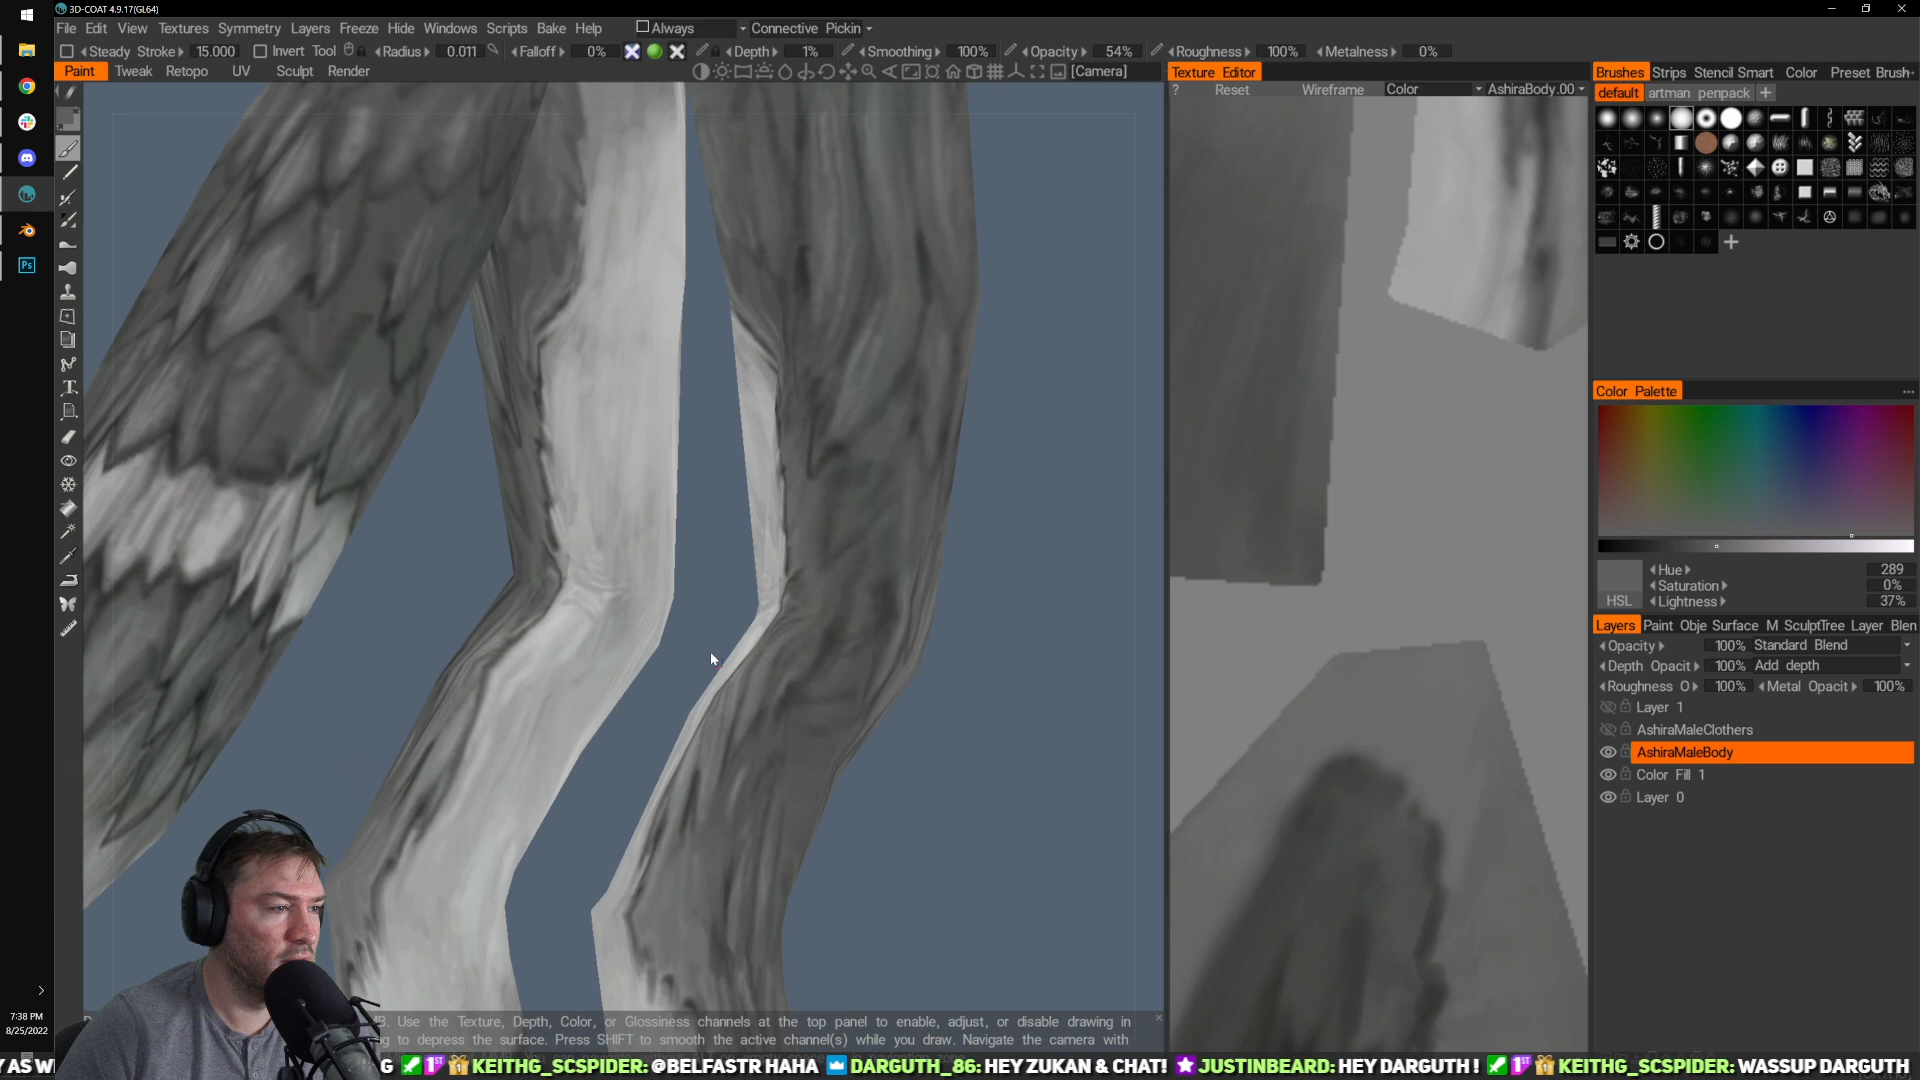 3D-COAT 4.9.17(GL64)
File Edit View Textures Symmetry Layers Freeze Hide Windows Scripts Bake Help Always Connective Pickin
Steady Stroke 15.000 Invert Tool Radius 0.011 Falloff 0% Depth 1% Smoothing 100% Opacity 54% Roughness 100% Metalness 0%
Paint Tweak Retopo UV Sculpt Render [Camera]
Texture Editor
? Reset Wireframe Color AshiraBody.00
Brushes Strips Stencil Smart Color Preset Brush
default artman penpack
Color Palette
Hue 289
Saturation 0%
HSL Lightness 37%
Layers Paint Obje Surface M SculptTree Layer Blen
Opacity 100% Standard Blend
Depth Opacit 100% Add depth
Roughness O 100% Metal Opacit 100%
Layer 1
AshiraMaleClothers
AshiraMaleBody
Color Fill 1
Layer 0
Ps
7:38 PM
8/25/2022
B. Use the Texture, Depth, Color, or Glossiness channels at the top panel to enable, adjust, or disable drawing in
g to depress the surface. Press SHIFT to smooth the active channel(s) while you draw. Navigate the camera with
Y AS W G 1ST KEITHG_SCSPIDER: @BELFASTR HAHA DARGUTH_86: HEY ZUKAN & CHAT! JUSTINBEARD: HEY DARGUTH ! 1ST KEITHG_SCSPIDER: WASSUP DARGUTH